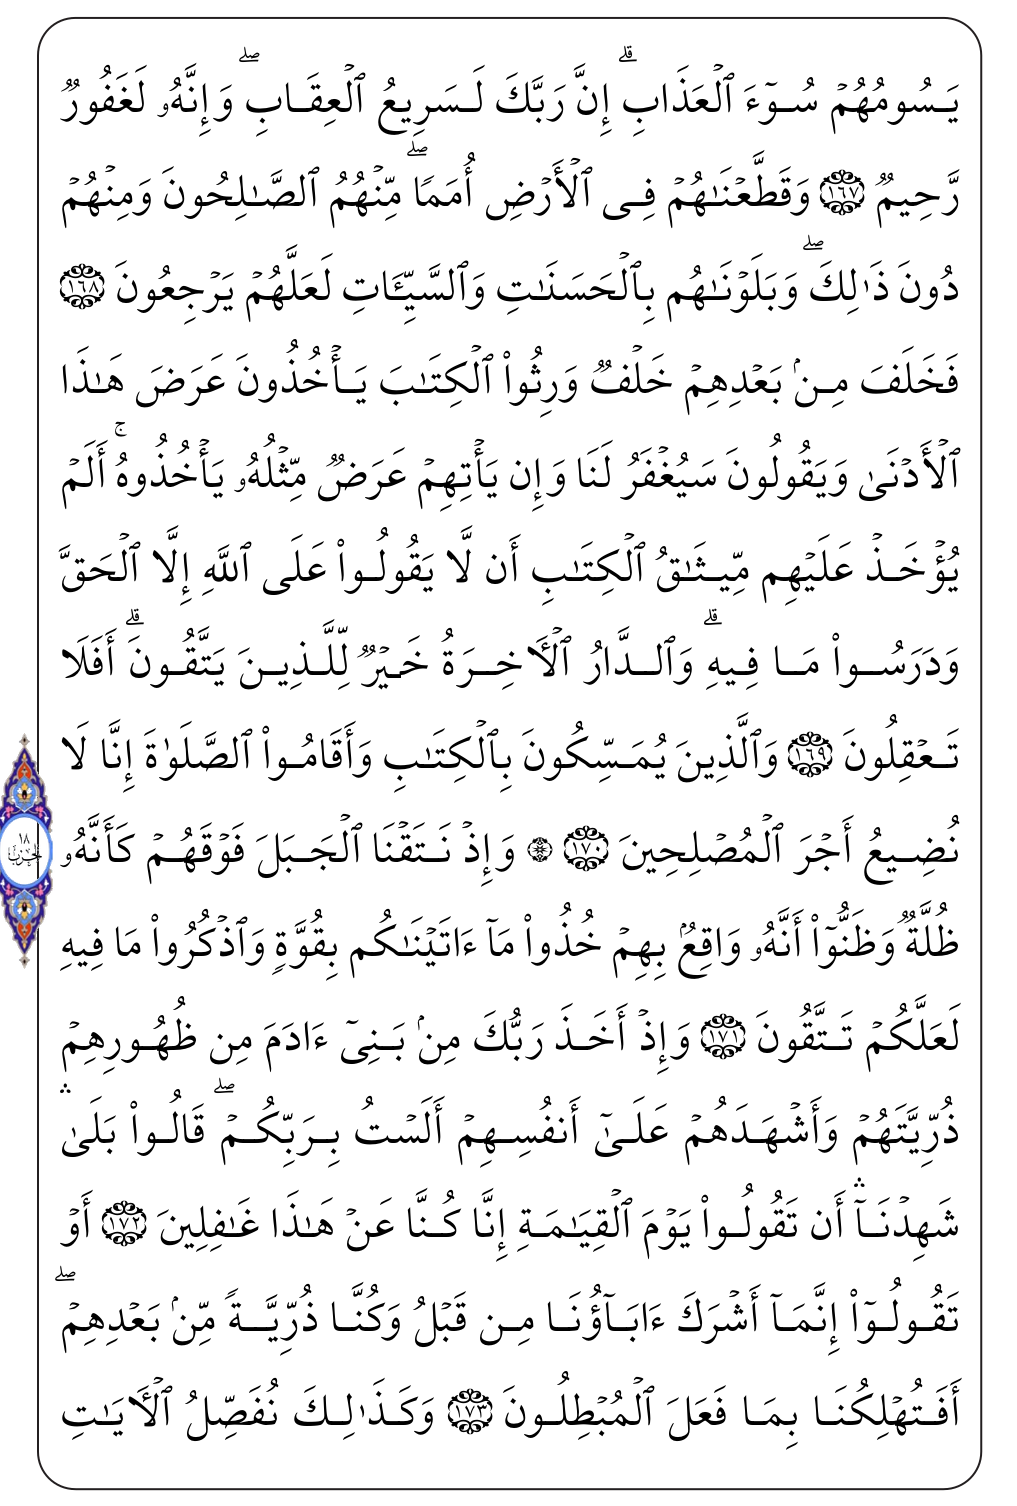 يَسُومُهُمۡ سُوٓءَ ٱلۡعَذَابِۗ إِنَّ رَبَّكَ لَسَرِيعُ ٱلۡعِقَابِۖ وَإِنَّهُۥ لَغَفُورٞ
رَّحِيمٞ ١٦٧ وَقَطَّعۡنَٰهُمۡ فِي ٱلۡأَرۡضِ أُمَمٗاۖ مِّنۡهُمُ ٱلصَّٰلِحُونَ وَمِنۡهُمۡ
دُونَ ذَٰلِكَۖ وَبَلَوۡنَٰهُم بِٱلۡحَسَنَٰتِ وَٱلسَّيِّـَٔاتِ لَعَلَّهُمۡ يَرۡجِعُونَ ١٦٨
فَخَلَفَ مِنۢ بَعۡدِهِمۡ خَلۡفٞ وَرِثُواْ ٱلۡكِتَٰبَ يَأۡخُذُونَ عَرَضَ هَٰذَا
ٱلۡأَدۡنَىٰ وَيَقُولُونَ سَيُغۡفَرُ لَنَا وَإِن يَأۡتِهِمۡ عَرَضٞ مِّثۡلُهُۥ يَأۡخُذُوهُۚ أَلَمۡ
يُؤۡخَذۡ عَلَيۡهِم مِّيثَٰقُ ٱلۡكِتَٰبِ أَن لَّا يَقُولُواْ عَلَى ٱللَّهِ إِلَّا ٱلۡحَقَّ
وَدَرَسُواْ مَا فِيهِۗ وَٱلدَّارُ ٱلۡأٓخِرَةُ خَيۡرٞ لِّلَّذِينَ يَتَّقُونَۗ أَفَلَا
تَعۡقِلُونَ ١٦٩ وَٱلَّذِينَ يُمَسِّكُونَ بِٱلۡكِتَٰبِ وَأَقَامُواْ ٱلصَّلَوٰةَ إِنَّا لَا
نُضِيعُ أَجۡرَ ٱلۡمُصۡلِحِينَ ١٧٠ ۞ وَإِذۡ نَتَقۡنَا ٱلۡجَبَلَ فَوۡقَهُمۡ كَأَنَّهُۥ
ظُلَّةٞ وَظَنُّوٓاْ أَنَّهُۥ وَاقِعُۢ بِهِمۡ خُذُواْ مَآ ءَاتَيۡنَٰكُم بِقُوَّةٖ وَٱذۡكُرُواْ مَا فِيهِ
لَعَلَّكُمۡ تَتَّقُونَ ١٧١ وَإِذۡ أَخَذَ رَبُّكَ مِنۢ بَنِيٓ ءَادَمَ مِن ظُهُورِهِمۡ
ذُرِّيَّتَهُمۡ وَأَشۡهَدَهُمۡ عَلَىٰٓ أَنفُسِهِمۡ أَلَسۡتُ بِرَبِّكُمۡۖ قَالُواْ بَلَىٰۛ
شَهِدۡنَآۛ أَن تَقُولُواْ يَوۡمَ ٱلۡقِيَٰمَةِ إِنَّا كُنَّا عَنۡ هَٰذَا غَٰفِلِينَ ١٧٢ أَوۡ
تَقُولُوٓاْ إِنَّمَآ أَشۡرَكَ ءَابَآؤُنَا مِن قَبۡلُ وَكُنَّا ذُرِّيَّةٗ مِّنۢ بَعۡدِهِمۡۖ
أَفَتُهۡلِكُنَا بِمَا فَعَلَ ٱلۡمُبۡطِلُونَ ١٧٣ وَكَذَٰلِكَ نُفَصِّلُ ٱلۡأٓيَٰتِ
١٨
الحزب